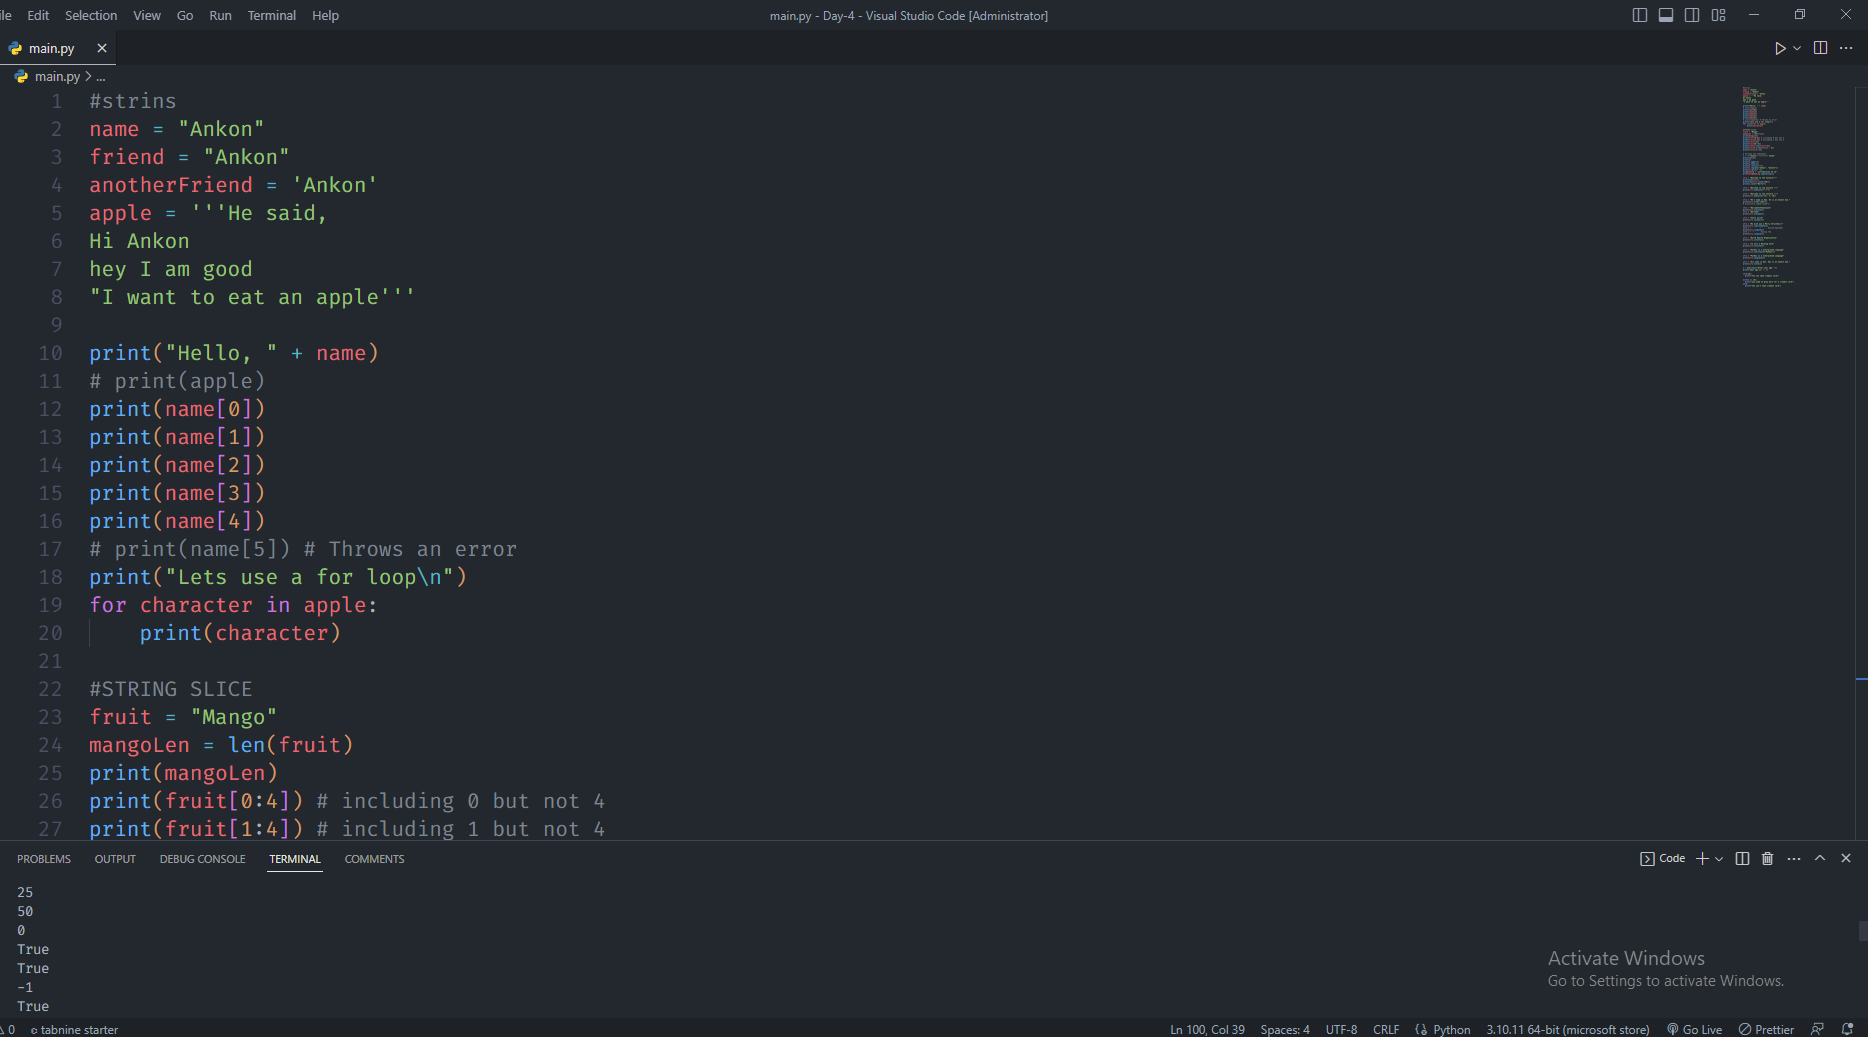 Edit Selection View Go Run Terminal Help
main.py - Day-4 - Visual Studio Code [Administrator]
main.py
main.py > ...
1 #strins
2 name = "Ankon"
3 friend = "Ankon"
4 anotherFriend = 'Ankon'
5 apple = '''He said,
6 Hi Ankon
7 hey I am good
8 "I want to eat an apple'''
9
10 print("Hello, " + name)
11 # print(apple)
12 print(name[0])
13 print(name[1])
14 print(name[2])
15 print(name[3])
16 print(name[4])
17 # print(name[5]) # Throws an error
18 print("Lets use a for loop\n")
19 for character in apple:
20     print(character)
21
22 #STRING SLICE
23 fruit = "Mango"
24 mangoLen = len(fruit)
25 print(mangoLen)
26 print(fruit[0:4]) # including 0 but not 4
27 print(fruit[1:4]) # including 1 but not 4
PROBLEMS OUTPUT DEBUG CONSOLE TERMINAL COMMENTS
Code
25
50
0
True
True
-1
True
Activate Windows
Go to Settings to activate Windows.
0 tabnine starter
Ln 100, Col 39 Spaces: 4 UTF-8 CRLF Python 3.10.11 64-bit (microsoft store) Go Live Prettier